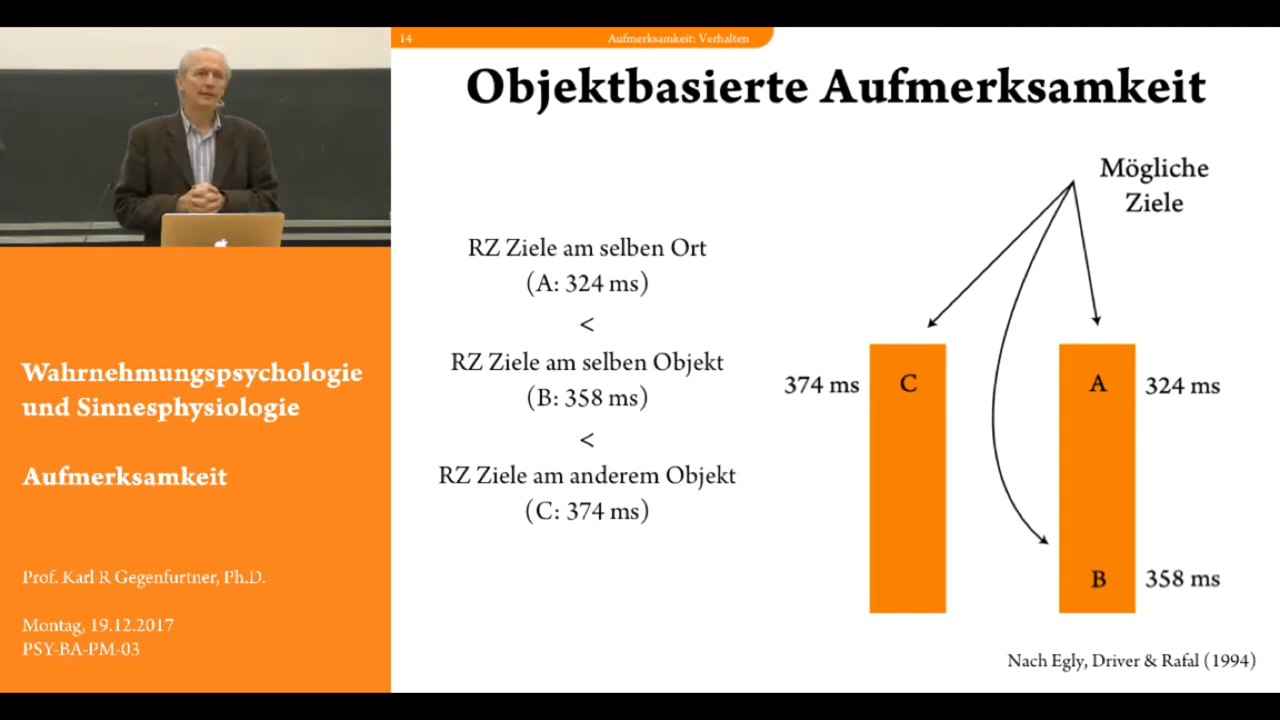 14
Aufmerksamkeit: Verhalten
Objektbasierte Aufmerksamkeit
Mögliche
Ziele
RZ Ziele am selben Ort
(A: 324 ms)
<
RZ Ziele am selben Objekt
(B: 358 ms)
<
RZ Ziele am anderem Objekt
(C: 374 ms)
374 ms
C
A
324 ms
B
358 ms
Nach Egly, Driver & Rafal (1994)
Wahrnehmungspsychologie
und Sinnesphysiologie
Aufmerksamkeit
Prof. Karl R Gegenfurtner, Ph.D.
Montag, 19.12.2017
PSY-BA-PM-03